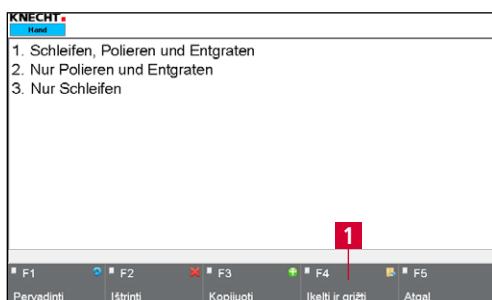 KNECHT
Hand
1. Schleifen, Polieren und Entgraten
2. Nur Polieren und Entgraten
3. Nur Schleifen
1
F1 F2 F3 F4 F5
Pervadinti Ištrinti Kopijuoti Įkelti ir grįžti Atgal